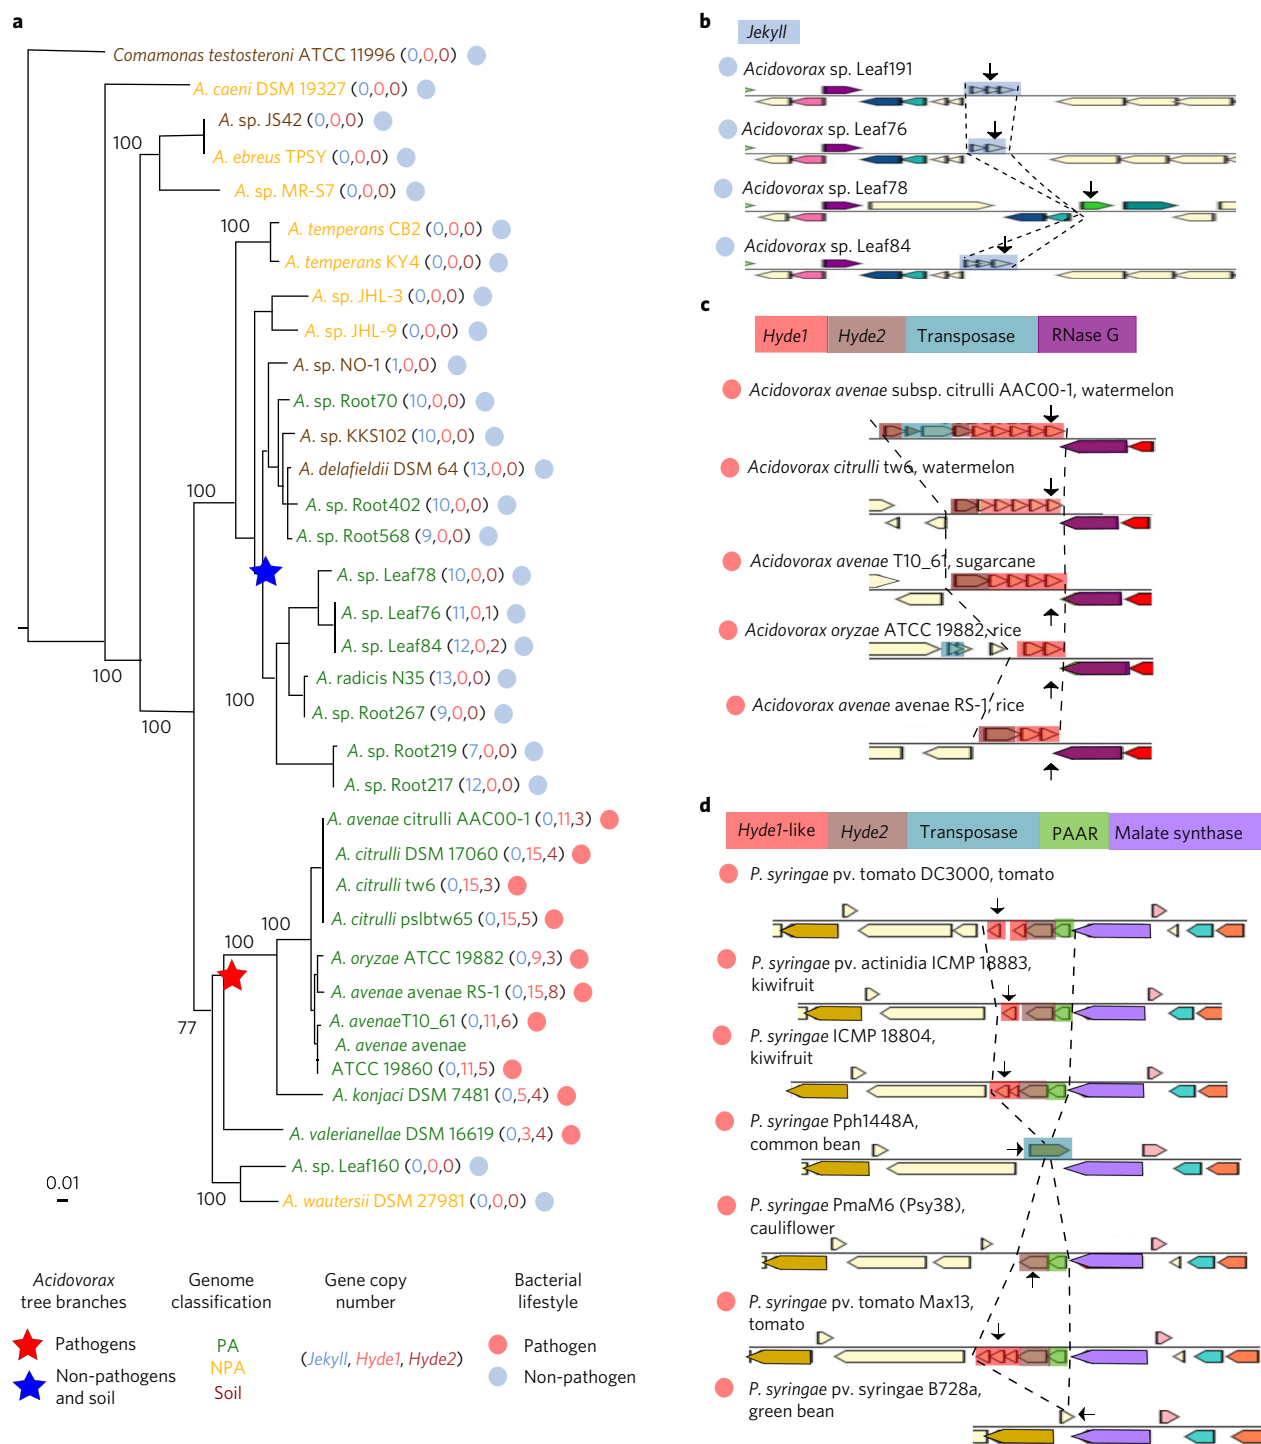 a
Comamonas testosteroni ATCC 11996 (0,0,0)
A. caeni DSM 19327 (0,0,0)
A. sp. JS42 (0,0,0)
100
A. ebreus TPSY (0,0,0)
A. sp. MR-S7 (0,0,0)
100
A. temperans CB2 (0,0,0)
A. temperans KY4 (0,0,0)
A. sp. JHL-3 (0,0,0)
A. sp. JHL-9 (0,0,0)
A. sp. NO-1 (1,0,0)
A. sp. Root70 (10,0,0)
A. sp. KKS102 (10,0,0)
A. delafieldii DSM 64 (13,0,0)
100
A. sp. Root402 (10,0,0)
A. sp. Root568 (9,0,0)
A. sp. Leaf78 (10,0,0)
A. sp. Leaf76 (11,0,1)
A. sp. Leaf84 (12,0,2)
100
A. radicis N35 (13,0,0)
100
A. sp. Root267 (9,0,0)
100
A. sp. Root219 (7,0,0)
A. sp. Root217 (12,0,0)
A. avenae citrulli AAC00-1 (0,11,3)
A. citrulli DSM 17060 (0,15,4)
A. citrulli tw6 (0,15,3)
A. citrulli pslbtw65 (0,15,5)
100
100
A. oryzae ATCC 19882 (0,9,3)
A. avenae avenae RS-1 (0,15,8)
A. avenaeT10_61 (0,11,6)
77
A. avenae avenae
ATCC 19860 (0,11,5)
A. konjaci DSM 7481 (0,5,4)
A. valerianellae DSM 16619 (0,3,4)
A. sp. Leaf160 (0,0,0)
0.01
100
A. wautersii DSM 27981 (0,0,0)
Acidovorax
tree branches
Pathogens
Non-pathogens
and soil
Genome
classification
PA
NPA
Soil
Gene copy
number
(Jekyll, Hyde1, Hyde2)
Bacterial
lifestyle
Pathogen
Non-pathogen
b
Jekyll
Acidovorax sp. Leaf191
Acidovorax sp. Leaf76
Acidovorax sp. Leaf78
Acidovorax sp. Leaf84
c
Hyde1 Hyde2 Transposase RNase G
Acidovorax avenae subsp. citrulli AAC00-1, watermelon
Acidovorax citrulli tw6, watermelon
Acidovorax avenae T10_61, sugarcane
Acidovorax oryzae ATCC 19882, rice
Acidovorax avenae avenae RS-1, rice
d
Hyde1-like Hyde2 Transposase PAAR Malate synthase
P. syringae pv. tomato DC3000, tomato
P. syringae pv. actinidia ICMP 18883,
kiwifruit
P. syringae ICMP 18804,
kiwifruit
P. syringae Pph1448A,
common bean
P. syringae PmaM6 (Psy38),
cauliflower
P. syringae pv. tomato Max13,
tomato
P. syringae pv. syringae B728a,
green bean